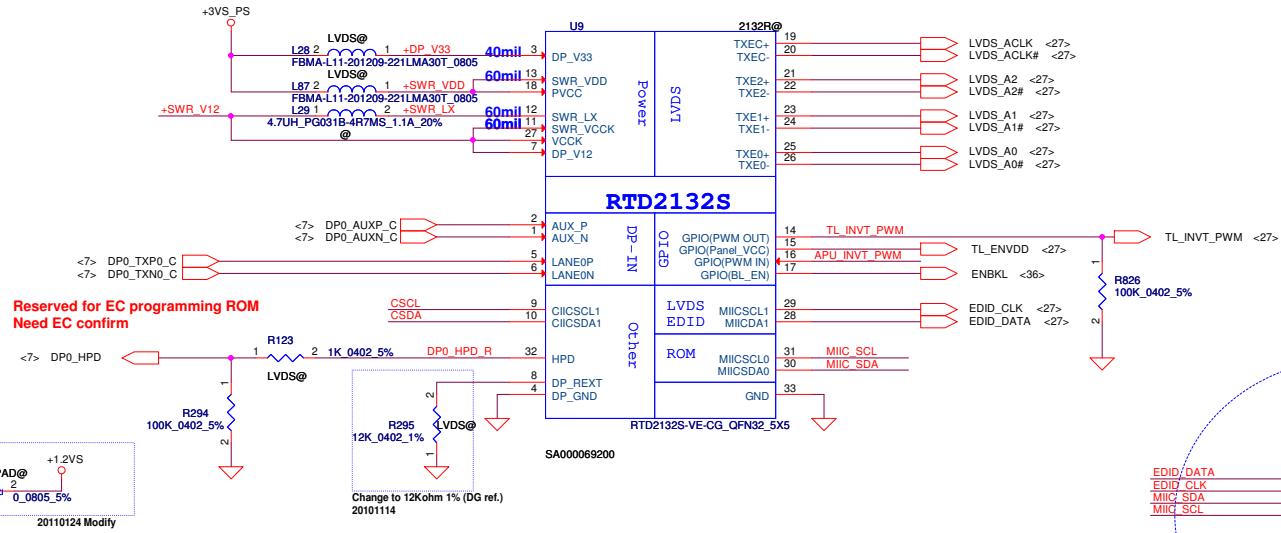 +3VS_PS
U9
2132R@
LVDS@
L28 2 1 +DP_V33 40mil 3 DP_V33
FBMA-L11-201209-221LMA30T_0805
LVDS@
L87 2 1 +SWR_VDD 60mil 13 SWR_VDD
18 PVCC
FBMA-L11-201209-221LMA30T_0805
+SWR_V12 L29 1 2 +SWR_LX 60mil 12 SWR_LX
4.7UH_PG031B-4R7MS_1.1A_20% 60mil 11 SWR_VCCK
@
27 VCCK
7 DP_V12
Power
LVDS
TXEC+ 19 LVDS_ACLK <27>
TXEC- 20 LVDS_ACLK# <27>
TXE2+ 21 LVDS_A2 <27>
TXE2- 22 LVDS_A2# <27>
TXE1+ 23 LVDS_A1 <27>
TXE1- 24 LVDS_A1# <27>
TXE0+ 25 LVDS_A0 <27>
TXE0- 26 LVDS_A0# <27>
RTD2132S
<7> DP0_AUXP_C 2 AUX_P
<7> DP0_AUXN_C 1 AUX_N
<7> DP0_TXP0_C 5 LANE0P
<7> DP0_TXN0_C 6 LANE0N
DP-IN
GPIO
GPIO(PWM OUT) 14 TL_INVT_PWM TL_INVT_PWM <27>
GPIO(Panel_VCC) 15 TL_ENVDD <27>
GPIO(PWM IN) 16 APU_INVT_PWM
GPIO(BL_EN) 17 ENBKL <36>
1
R826
100K_0402_5%
2
Reserved for EC programming ROM
Need EC confirm
CSCL 9 CIICSCL1
CSDA 10 CIICSDA1
Other
LVDS
EDID
MIICSCL1 29 EDID_CLK <27>
MIICDA1 28 EDID_DATA <27>
R123
<7> DP0_HPD 1 2 1K_0402_5% DP0_HPD_R 32 HPD
LVDS@
ROM
MIICSCL0 31 MIIC_SCL
MIICSDA0 30 MIIC_SDA
8 DP_REXT
4 DP_GND
GND 33
1
R294
100K_0402_5%
2
2
R295 LVDS@
12K_0402_1%
1
RTD2132S-VE-CG_QFN32_5X5
SA000069200
Change to 12Kohm 1% (DG ref.)
20101114
+1.2VS
PAD@
2
0_0805_5%
20110124 Modify
EDID_DATA
EDID_CLK
MIIC_SDA
MIIC_SCL